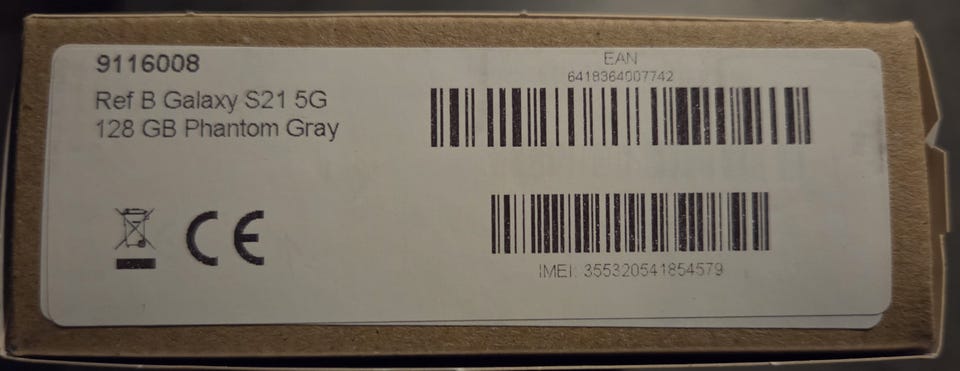 9116008
Ref B Galaxy S21 5G
128 GB Phantom Gray
EAN
6418364007742
IMEI: 355320541854579
CE